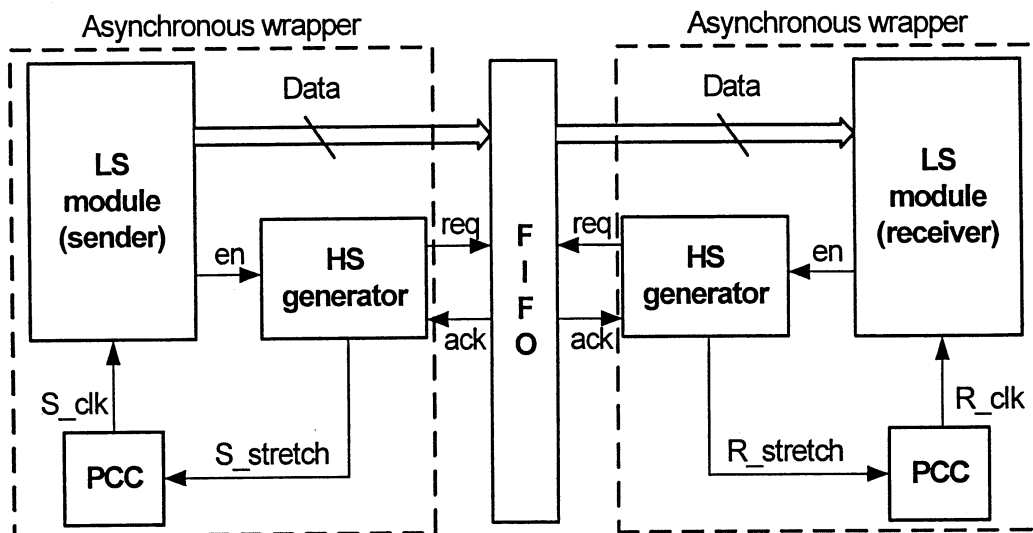 Asynchronous wrapper
Asynchronous wrapper
LS
module
(sender)
Data
en
HS
generator
req
ack
S_clk
S_stretch
PCC
F
I
F
O
Data
req
ack
HS
generator
en
LS
module
(receiver)
R_stretch
R_clk
PCC